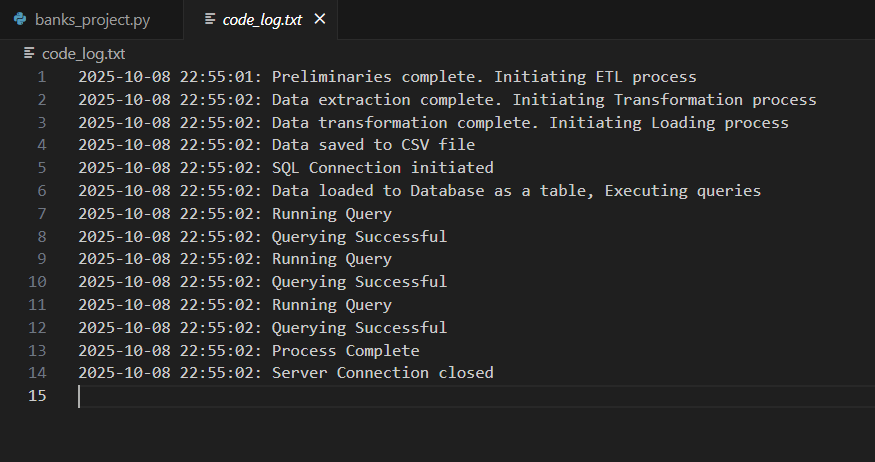 banks_project.py code_log.txt
code_log.txt
1 2025-10-08 22:55:01: Preliminaries complete. Initiating ETL process
2 2025-10-08 22:55:02: Data extraction complete. Initiating Transformation process
3 2025-10-08 22:55:02: Data transformation complete. Initiating Loading process
4 2025-10-08 22:55:02: Data saved to CSV file
5 2025-10-08 22:55:02: SQL Connection initiated
6 2025-10-08 22:55:02: Data loaded to Database as a table, Executing queries
7 2025-10-08 22:55:02: Running Query
8 2025-10-08 22:55:02: Querying Successful
9 2025-10-08 22:55:02: Running Query
10 2025-10-08 22:55:02: Querying Successful
11 2025-10-08 22:55:02: Running Query
12 2025-10-08 22:55:02: Querying Successful
13 2025-10-08 22:55:02: Process Complete
14 2025-10-08 22:55:02: Server Connection closed
15